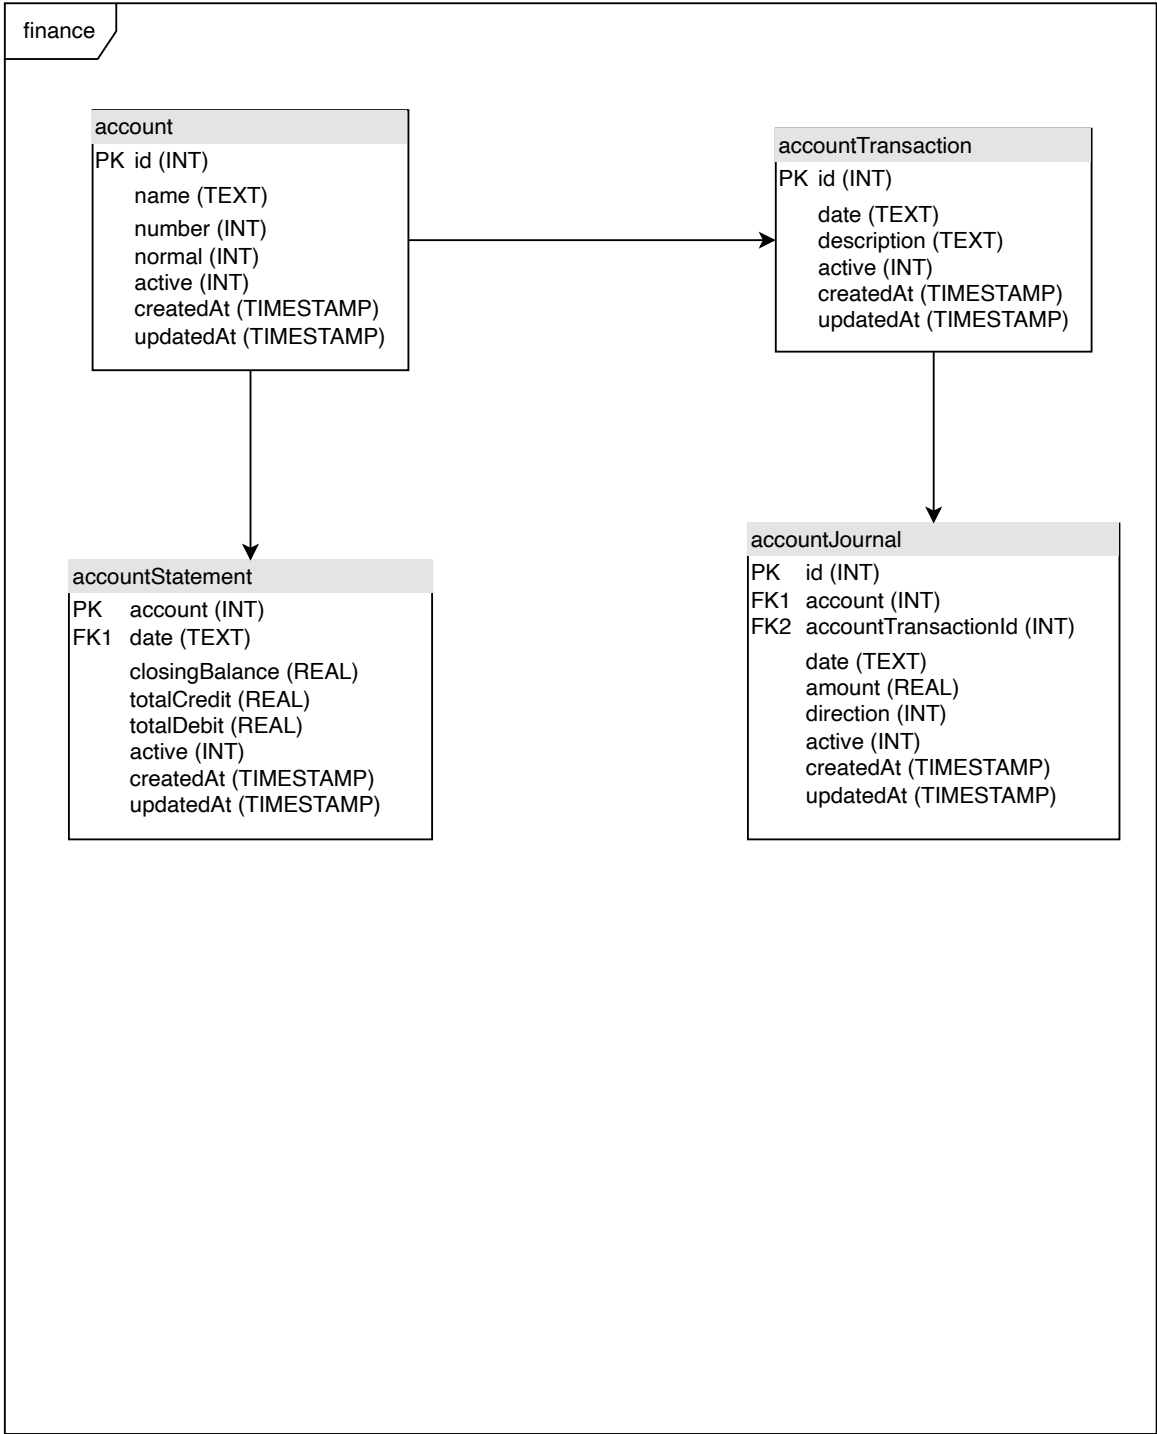 finance
account
PK id (INT)
name (TEXT)
number (INT)
normal (INT)
active (INT)
createdAt (TIMESTAMP)
updatedAt (TIMESTAMP)
accountTransaction
PK id (INT)
date (TEXT)
description (TEXT)
active (INT)
createdAt (TIMESTAMP)
updatedAt (TIMESTAMP)
accountStatement
PK account (INT)
FK1 date (TEXT)
closingBalance (REAL)
totalCredit (REAL)
totalDebit (REAL)
active (INT)
createdAt (TIMESTAMP)
updatedAt (TIMESTAMP)
accountJournal
PK id (INT)
FK1 account (INT)
FK2 accountTransactionId (INT)
date (TEXT)
amount (REAL)
direction (INT)
active (INT)
createdAt (TIMESTAMP)
updatedAt (TIMESTAMP)